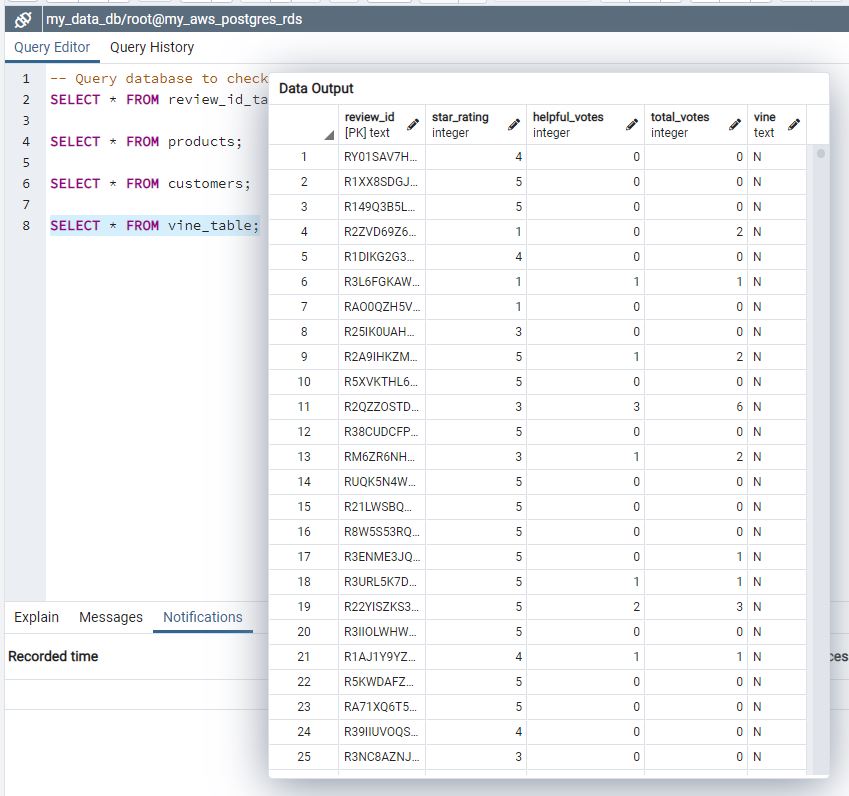 my_data_db/root@my_aws_postgres_rds
Query Editor Query History
1 -- Query database to check
2 SELECT * FROM review_id_ta
3
4 SELECT * FROM products;
5
6 SELECT * FROM customers;
7
8 SELECT * FROM vine_table;
Data Output
review_id star_rating helpful_votes total_votes vine
[PK] text integer integer integer text
1 RY01SAV7H... 4 0 0 N
2 R1XX8SDGJ... 5 0 0 N
3 R149Q3B5L... 5 0 0 N
4 R2ZVD69Z6... 1 0 2 N
5 R1DIKG2G3... 4 0 0 N
6 R3L6FGKAW... 1 1 1 N
7 RAO0QZH5V... 1 0 0 N
8 R25IK0UAH... 3 0 0 N
9 R2A9IHKZM... 5 1 2 N
10 R5XVKTHL6... 5 0 0 N
11 R2QZZOSTD... 3 3 6 N
12 R38CUDCFP... 5 0 0 N
13 RM6ZR6NH... 3 1 2 N
14 RUQK5N4W... 5 0 0 N
15 R21LWSBQ... 5 0 0 N
16 R8W5S53RQ... 5 0 0 N
17 R3ENME3JQ... 5 0 1 N
18 R3URL5K7D... 5 1 1 N
19 R22YISZKS3... 5 2 3 N
20 R3IIOLWHW... 5 0 0 N
21 R1AJ1Y9YZ... 4 1 1 N
22 R5KWDAFZ... 5 0 0 N
23 RA71XQ6T5... 5 0 0 N
24 R39IIUVOQS... 4 0 0 N
25 R3NC8AZNJ... 3 0 0 N
Explain Messages Notifications
Recorded time
ces